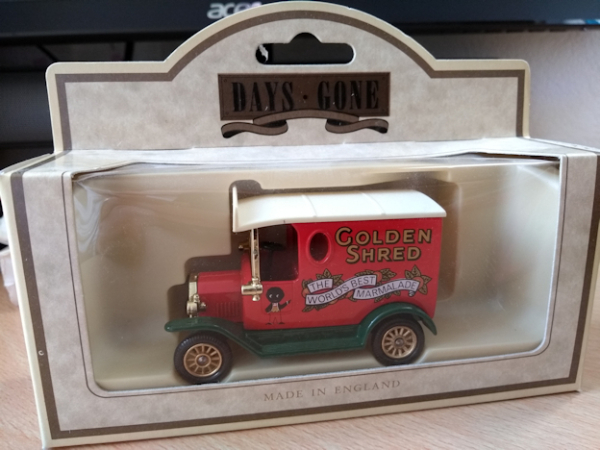 acer
DAYS · GONE
GOLDEN
SHRED
THE
WORLD'S BEST
MARMALADE
MADE IN ENGLAND